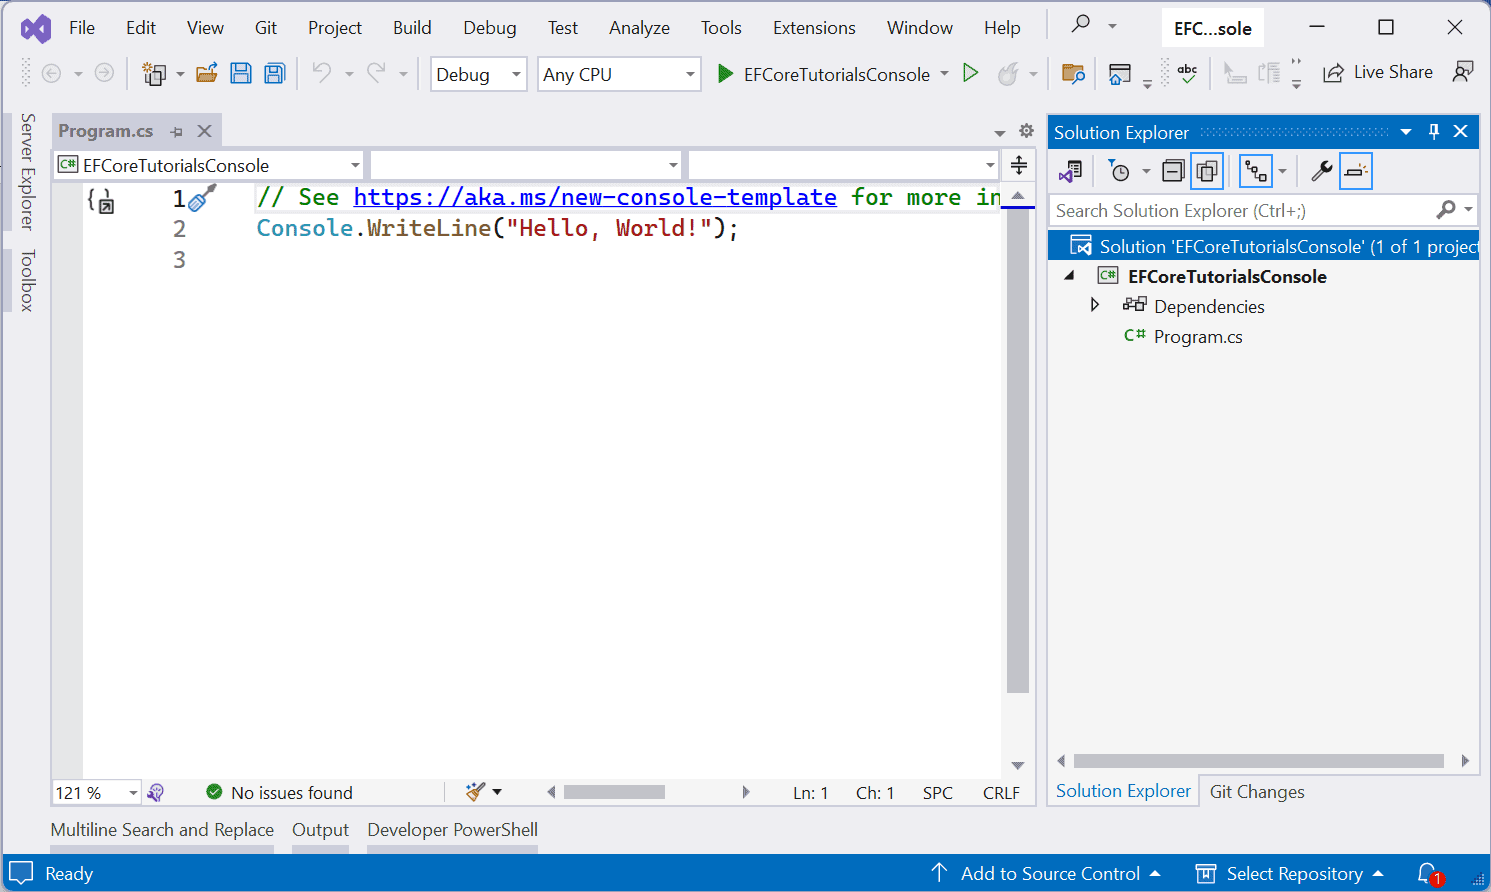 File Edit View Git Project Build Debug Test Analyze Tools Extensions Window Help EFC...sole
Debug Any CPU EFCoreTutorialsConsole abc Live Share
Server Explorer
Toolbox
Program.cs
C# EFCoreTutorialsConsole
1 // See https://aka.ms/new-console-template for more in
2 Console.WriteLine("Hello, World!");
3
121 % No issues found Ln: 1 Ch: 1 SPC CRLF
Solution Explorer
Search Solution Explorer (Ctrl+;)
Solution 'EFCoreTutorialsConsole' (1 of 1 project
C# EFCoreTutorialsConsole
Dependencies
C# Program.cs
Solution Explorer Git Changes
Multiline Search and Replace Output Developer PowerShell
Ready Add to Source Control Select Repository 1